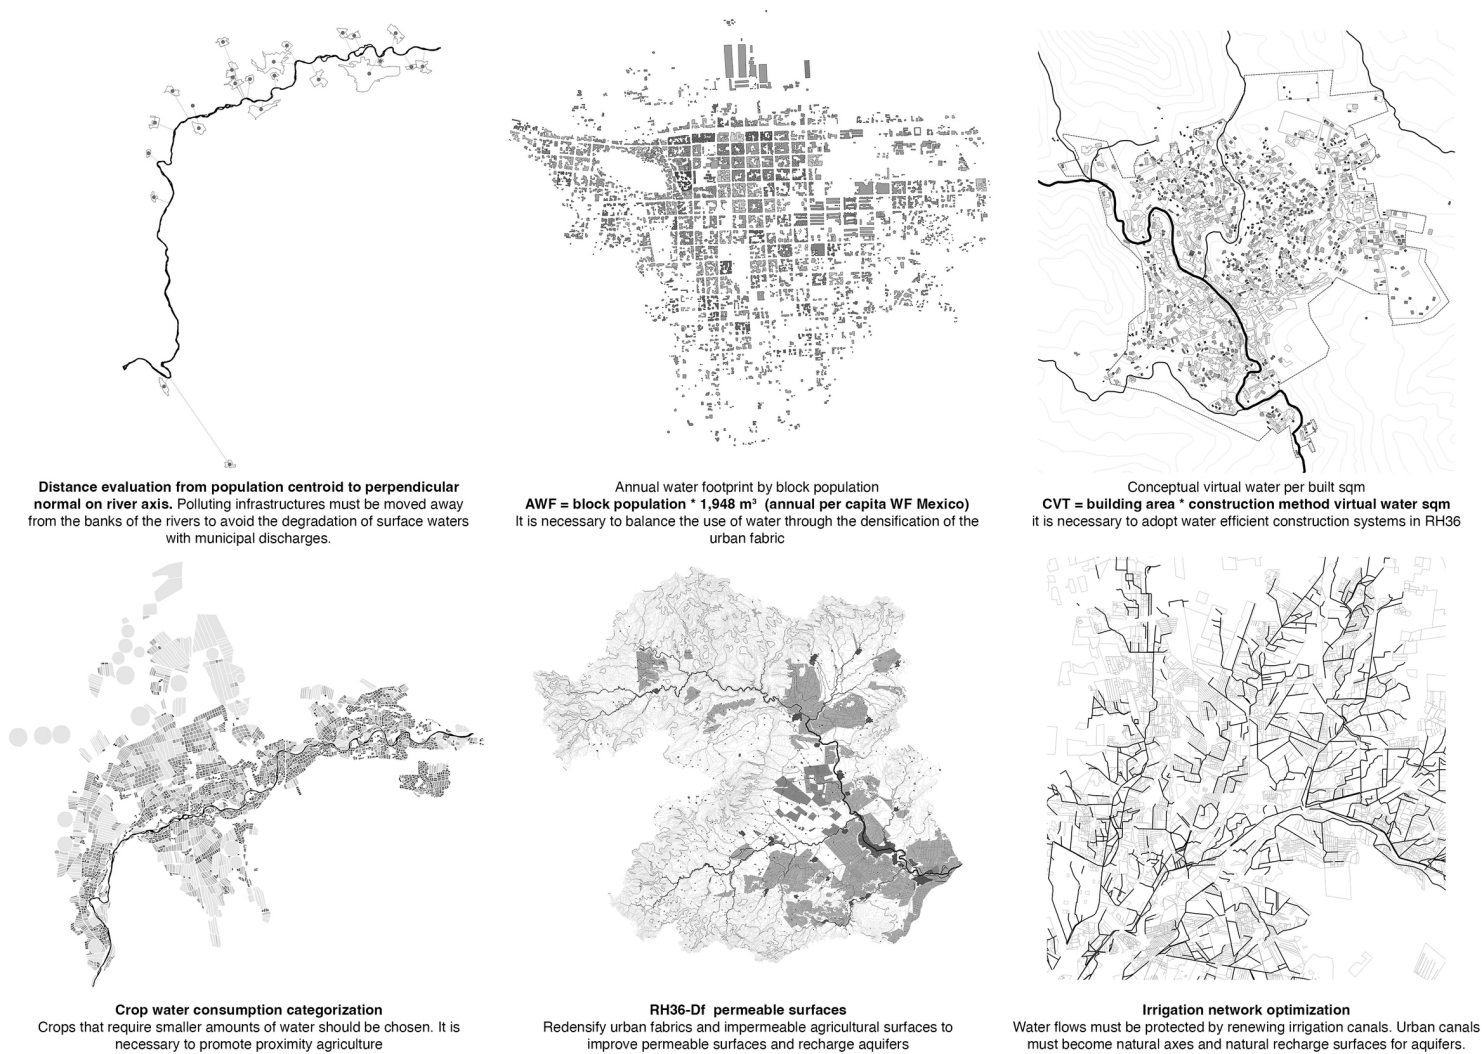 Distance evaluation from population centroid to perpendicular
normal on river axis. Polluting infrastructures must be moved away
from the banks of the rivers to avoid the degradation of surface waters
with municipal discharges.
Annual water footprint by block population
AWF = block population * 1,948 m³ (annual per capita WF Mexico)
It is necessary to balance the use of water through the densification of the
urban fabric
Conceptual virtual water per built sqm
CVT = building area * construction method virtual water sqm
it is necessary to adopt water efficient construction systems in RH36
Crop water consumption categorization
Crops that require smaller amounts of water should be chosen. It is
necessary to promote proximity agriculture
RH36-Df permeable surfaces
Redensify urban fabrics and impermeable agricultural surfaces to
improve permeable surfaces and recharge aquifers
Irrigation network optimization
Water flows must be protected by renewing irrigation canals. Urban canals
must become natural axes and natural recharge surfaces for aquifers.